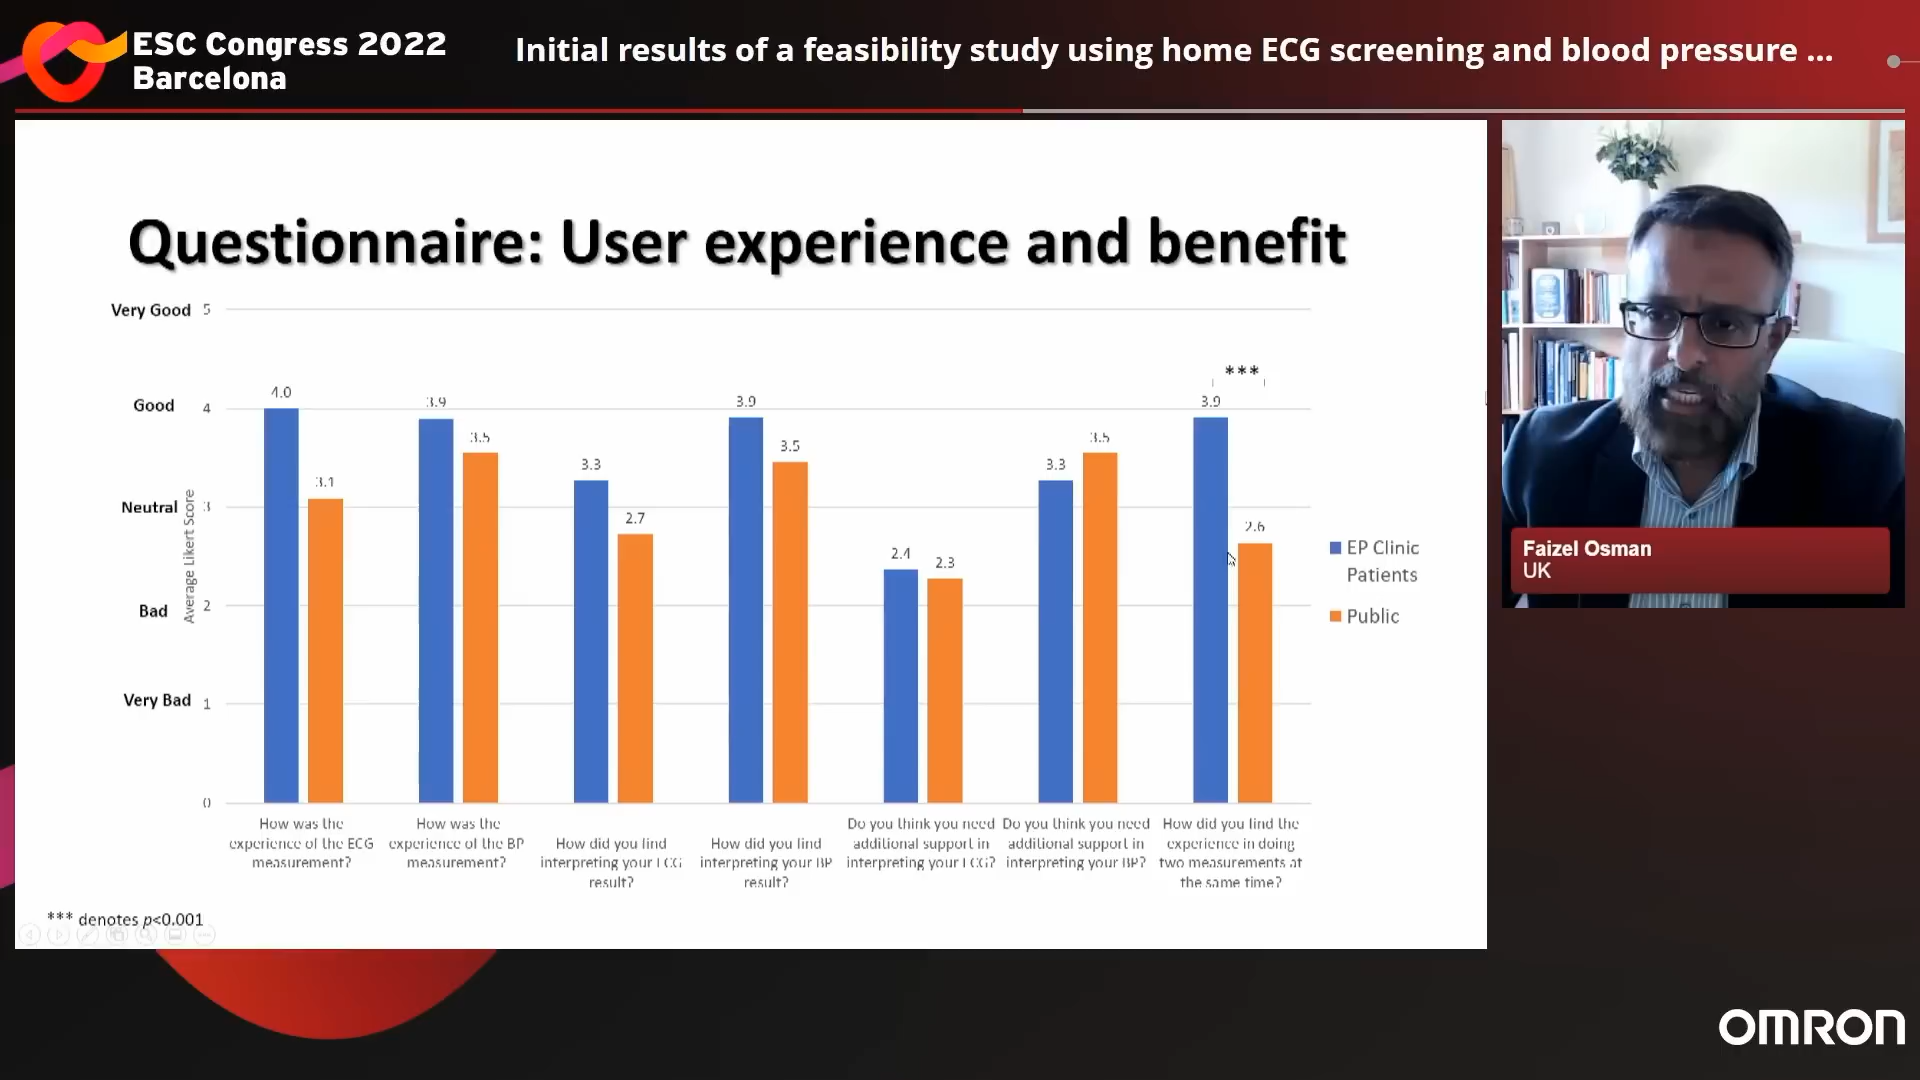 ESC Congress 2022
Barcelona
Initial results of a feasibility study using home ECG screening and blood pressure ...
Questionnaire: User experience and benefit
Very Good 5
Good 4
Neutral 3
Bad 2
Very Bad 1
0
Average Likert Score
4.0
3.1
3.9
3.5
3.3
2.7
3.9
3.5
2.4
2.3
3.3
3.5
***
3.9
2.6
How was the
experience of the ECG
measurement?
How was the
experience of the BP
measurement?
How did you find
interpreting your ECG
result?
How did you find
interpreting your BP
result?
Do you think you need
additional support in
interpreting your ECG?
Do you think you need
additional support in
interpreting your BP?
How did you find the
experience in doing
two measurements at
the same time?
EP Clinic
Patients
Public
*** denotes p<0.001
Faizel Osman
UK
OMRON